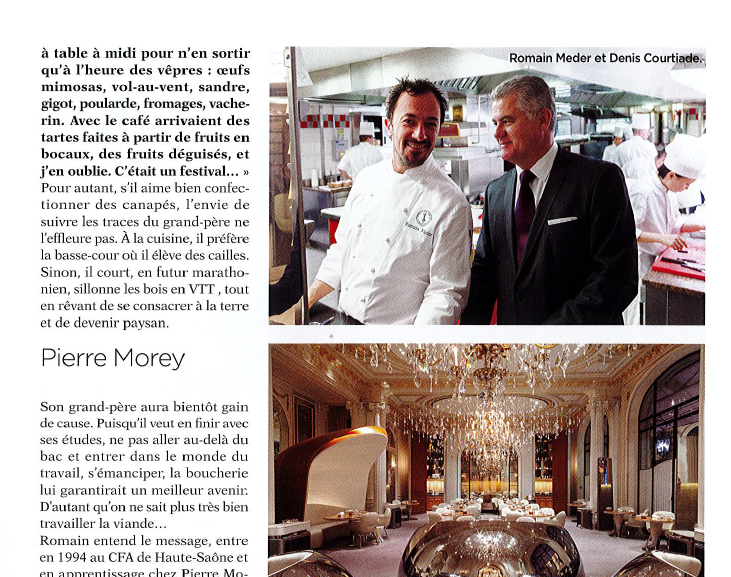 à table à midi pour n'en sortir
qu'à l'heure des vêpres : œufs
mimosas, vol-au-vent, sandre,
gigot, poularde, fromages, vache-
rin. Avec le café arrivaient des
tartes faites à partir de fruits en
bocaux, des fruits déguisés, et
j'en oublie. C'était un festival… »
Pour autant, s'il aime bien confec-
tionner des canapés, l'envie de
suivre les traces du grand-père ne
l'effleure pas. À la cuisine, il préfère
la basse-cour où il élève des cailles.
Sinon, il court, en futur maratho-
nien, sillonne les bois en VTT , tout
en rêvant de se consacrer à la terre
et de devenir paysan.
Pierre Morey
Son grand-père aura bientôt gain
de cause. Puisqu'il veut en finir avec
ses études, ne pas aller au-delà du
bac et entrer dans le monde du
travail, s'émanciper, la boucherie
lui garantirait un meilleur avenir.
D'autant qu'on ne sait plus très bien
travailler la viande…
Romain entend le message, entre
en 1994 au CFA de Haute-Saône et
en apprentissage chez Pierre Mo-
Romain Meder et Denis Courtiade.
Romain Meder